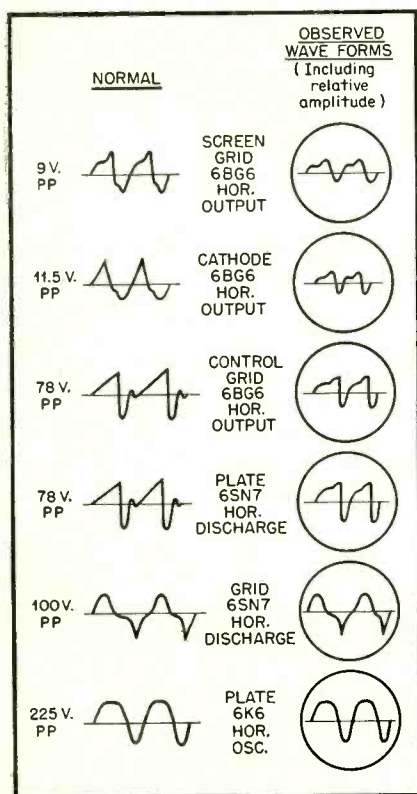 NORMAL
OBSERVED
WAVE FORMS
(Including
relative
amplitude)
9 V.
PP
SCREEN
GRID
6BG6
HOR.
OUTPUT
11.5 V.
PP
CATHODE
6BG6
HOR.
OUTPUT
78 V.
PP
CONTROL
GRID
6BG6
HOR.
OUTPUT
78 V.
PP
PLATE
6SN7
HOR.
DISCHARGE
100 V.
PP
GRID
6SN7
HOR.
DISCHARGE
225 V.
PP
PLATE
6K6
HOR.
OSC.